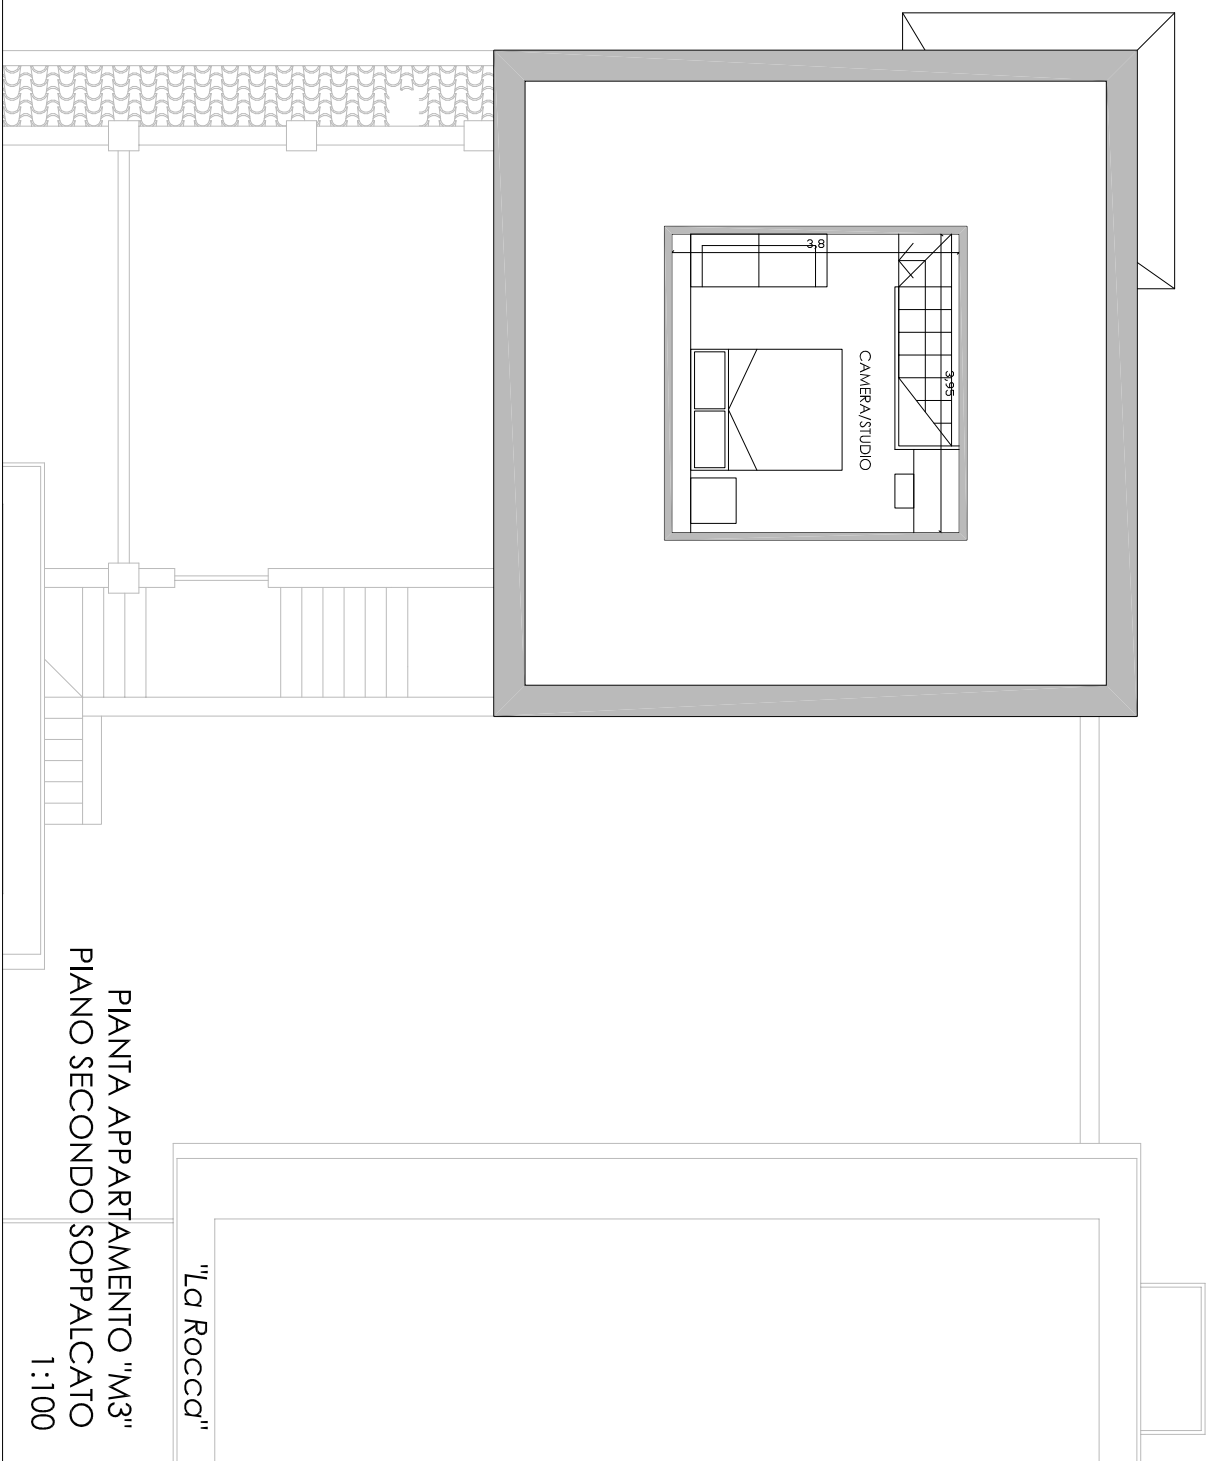 3,8
3,95
CAMERA/STUDIO
"La Rocca"
PIANTA APPARTAMENTO "M3"
PIANO SECONDO SOPPALCATO
1:100